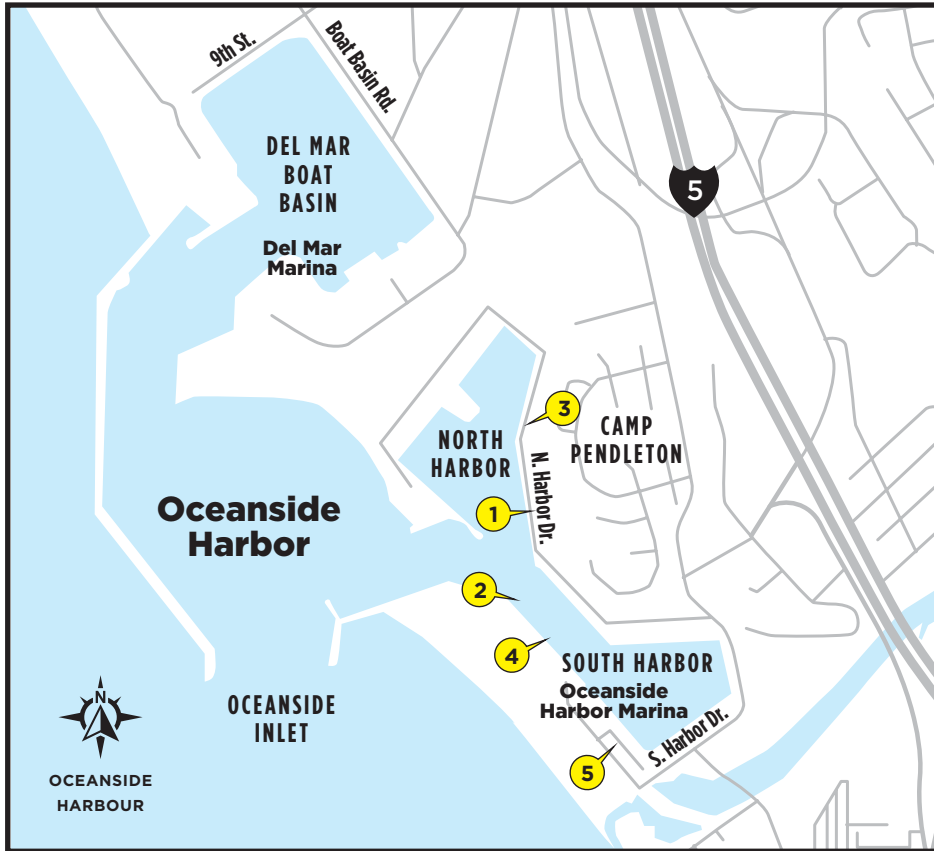 9th St.
Boat Basin Rd.
DEL MAR
BOAT
BASIN
Del Mar
Marina
5
3
CAMP
PENDLETON
NORTH
HARBOR
N. Harbor Dr.
1
Oceanside
Harbor
2
4
SOUTH HARBOR
Oceanside
Harbor Marina
S. Harbor Dr.
5
OCEANSIDE
INLET
N
OCEANSIDE
HARBOUR